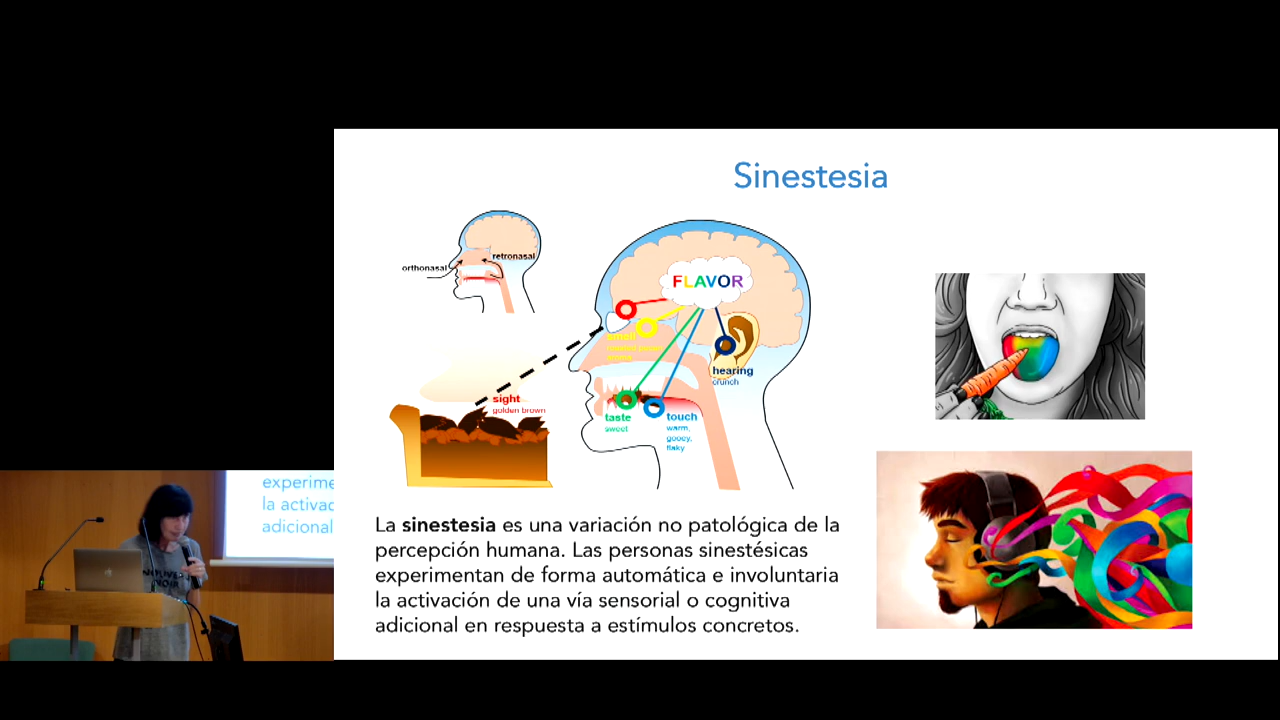 Sinestesia
orthonasal
retronasal
FLAVOR
smell
hearing
crunch
sight
golden brown
taste
sweet
touch
warm,
gooey,
flaky
La sinestesia es una variación no patológica de la
percepción humana. Las personas sinestésicas
experimentan de forma automática e involuntaria
la activación de una vía sensorial o cognitiva
adicional en respuesta a estímulos concretos.
experime
la activac
adicional